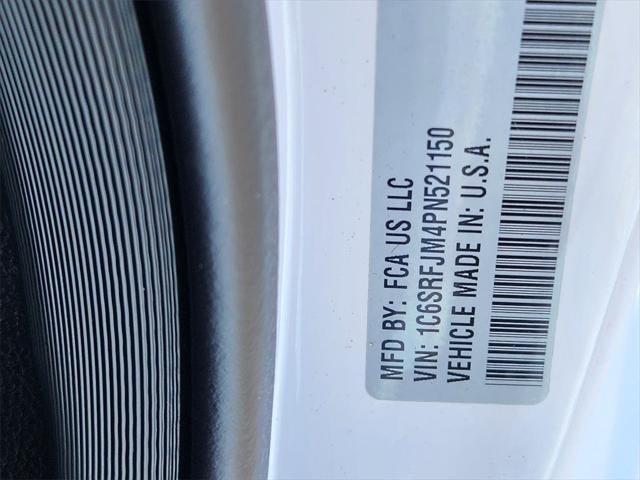 MFD BY: FCA US LLC
VIN: 1C6SRFJM4PN521150
VEHICLE MADE IN: U.S.A.